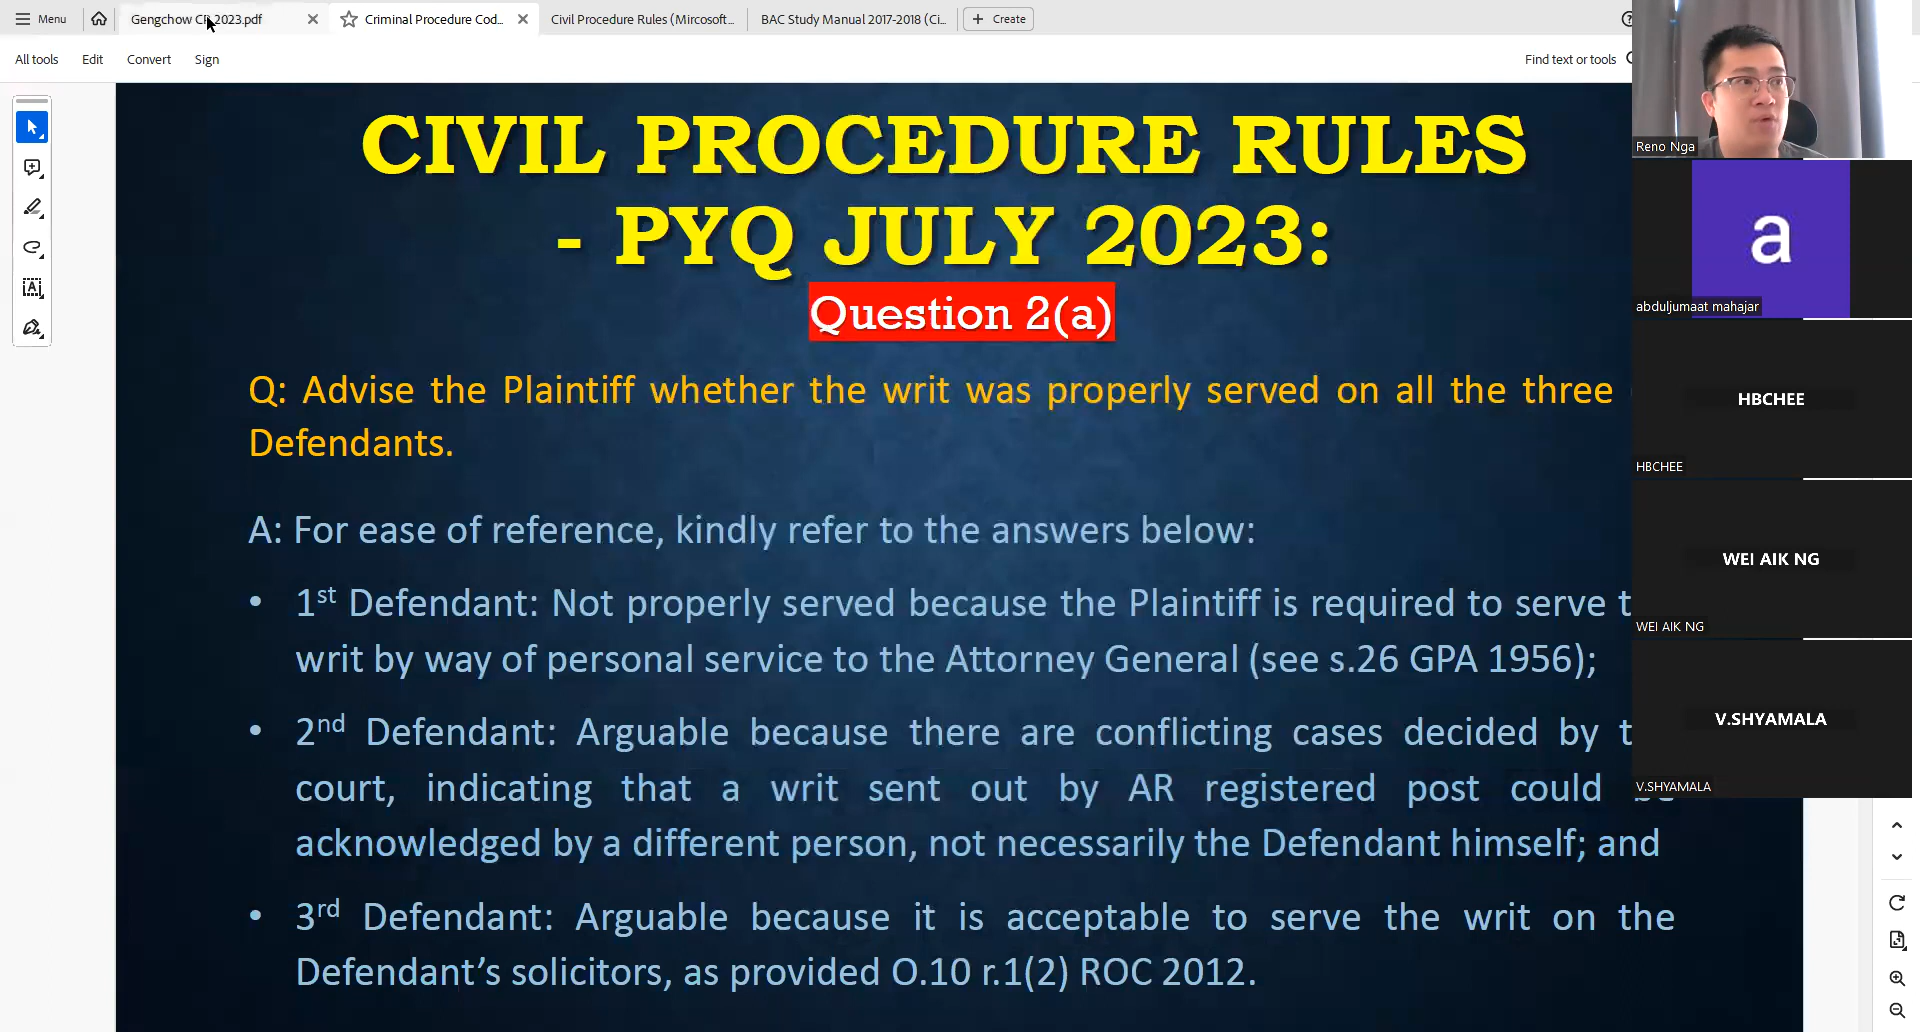 Menu
Gengchow CP 2023.pdf
Criminal Procedure Cod...
Civil Procedure Rules (Mircosoft...
BAC Study Manual 2017-2018 (Ci...
Create
All tools
Edit
Convert
Sign
Find text or tools
CIVIL PROCEDURE RULES
- PYQ JULY 2023:
Question 2(a)
Q: Advise the Plaintiff whether the writ was properly served on all the three
Defendants.
A: For ease of reference, kindly refer to the answers below:
• 1st Defendant: Not properly served because the Plaintiff is required to serve
writ by way of personal service to the Attorney General (see s.26 GPA 1956);
• 2nd Defendant: Arguable because there are conflicting cases decided by
court, indicating that a writ sent out by AR registered post could be
acknowledged by a different person, not necessarily the Defendant himself; and
• 3rd Defendant: Arguable because it is acceptable to serve the writ on the
Defendant's solicitors, as provided O.10 r.1(2) ROC 2012.
Reno Nga
a
abduljumaat mahajar
HBCHEE
HBCHEE
WEI AIK NG
WEI AIK NG
V.SHYAMALA
V.SHYAMALA